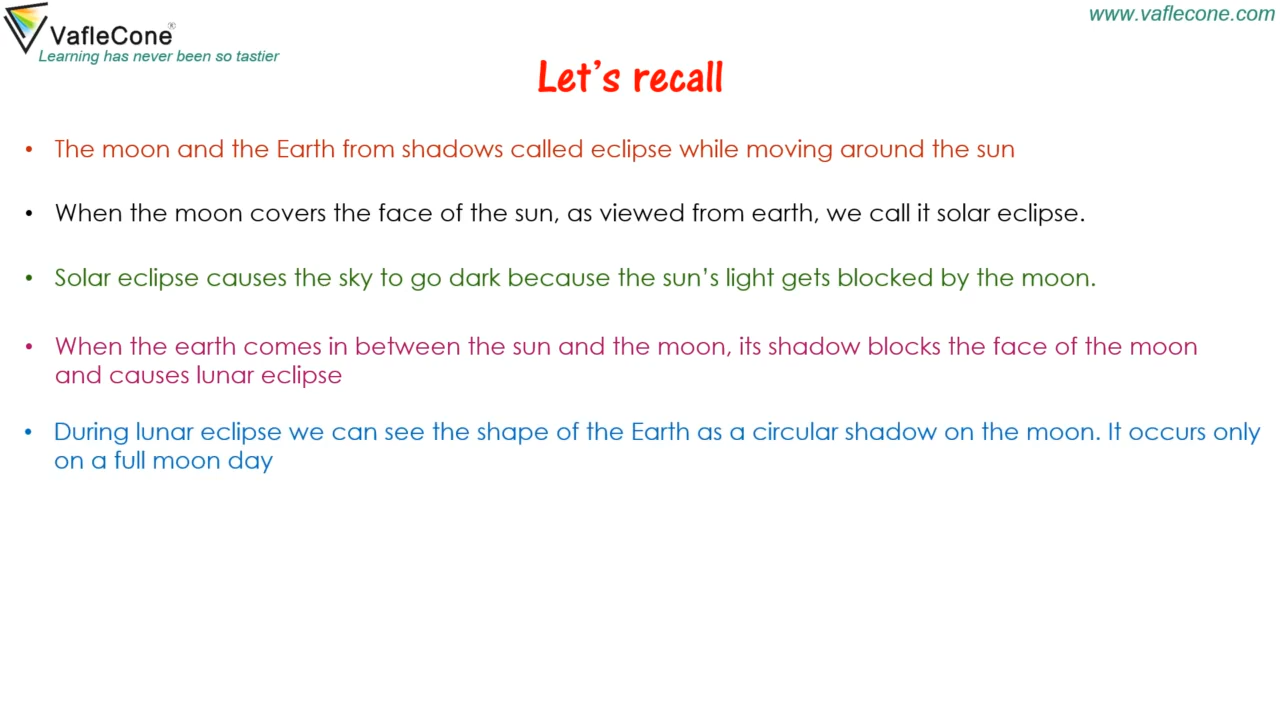 VafleCone®
www.vaflecone.com
Learning has never been so tastier
Let's recall
• The moon and the Earth from shadows called eclipse while moving around the sun
• When the moon covers the face of the sun, as viewed from earth, we call it solar eclipse.
• Solar eclipse causes the sky to go dark because the sun's light gets blocked by the moon.
• When the earth comes in between the sun and the moon, its shadow blocks the face of the moon
and causes lunar eclipse
• During lunar eclipse we can see the shape of the Earth as a circular shadow on the moon. It occurs only
on a full moon day